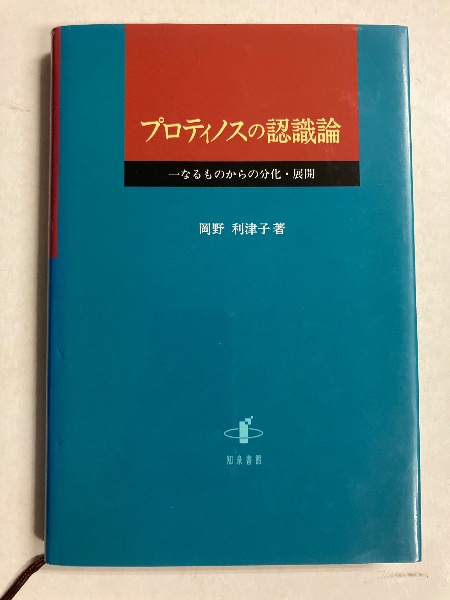 プロティノスの認識論
一なるものからの分化・展開
岡野 利津子著
知泉書館